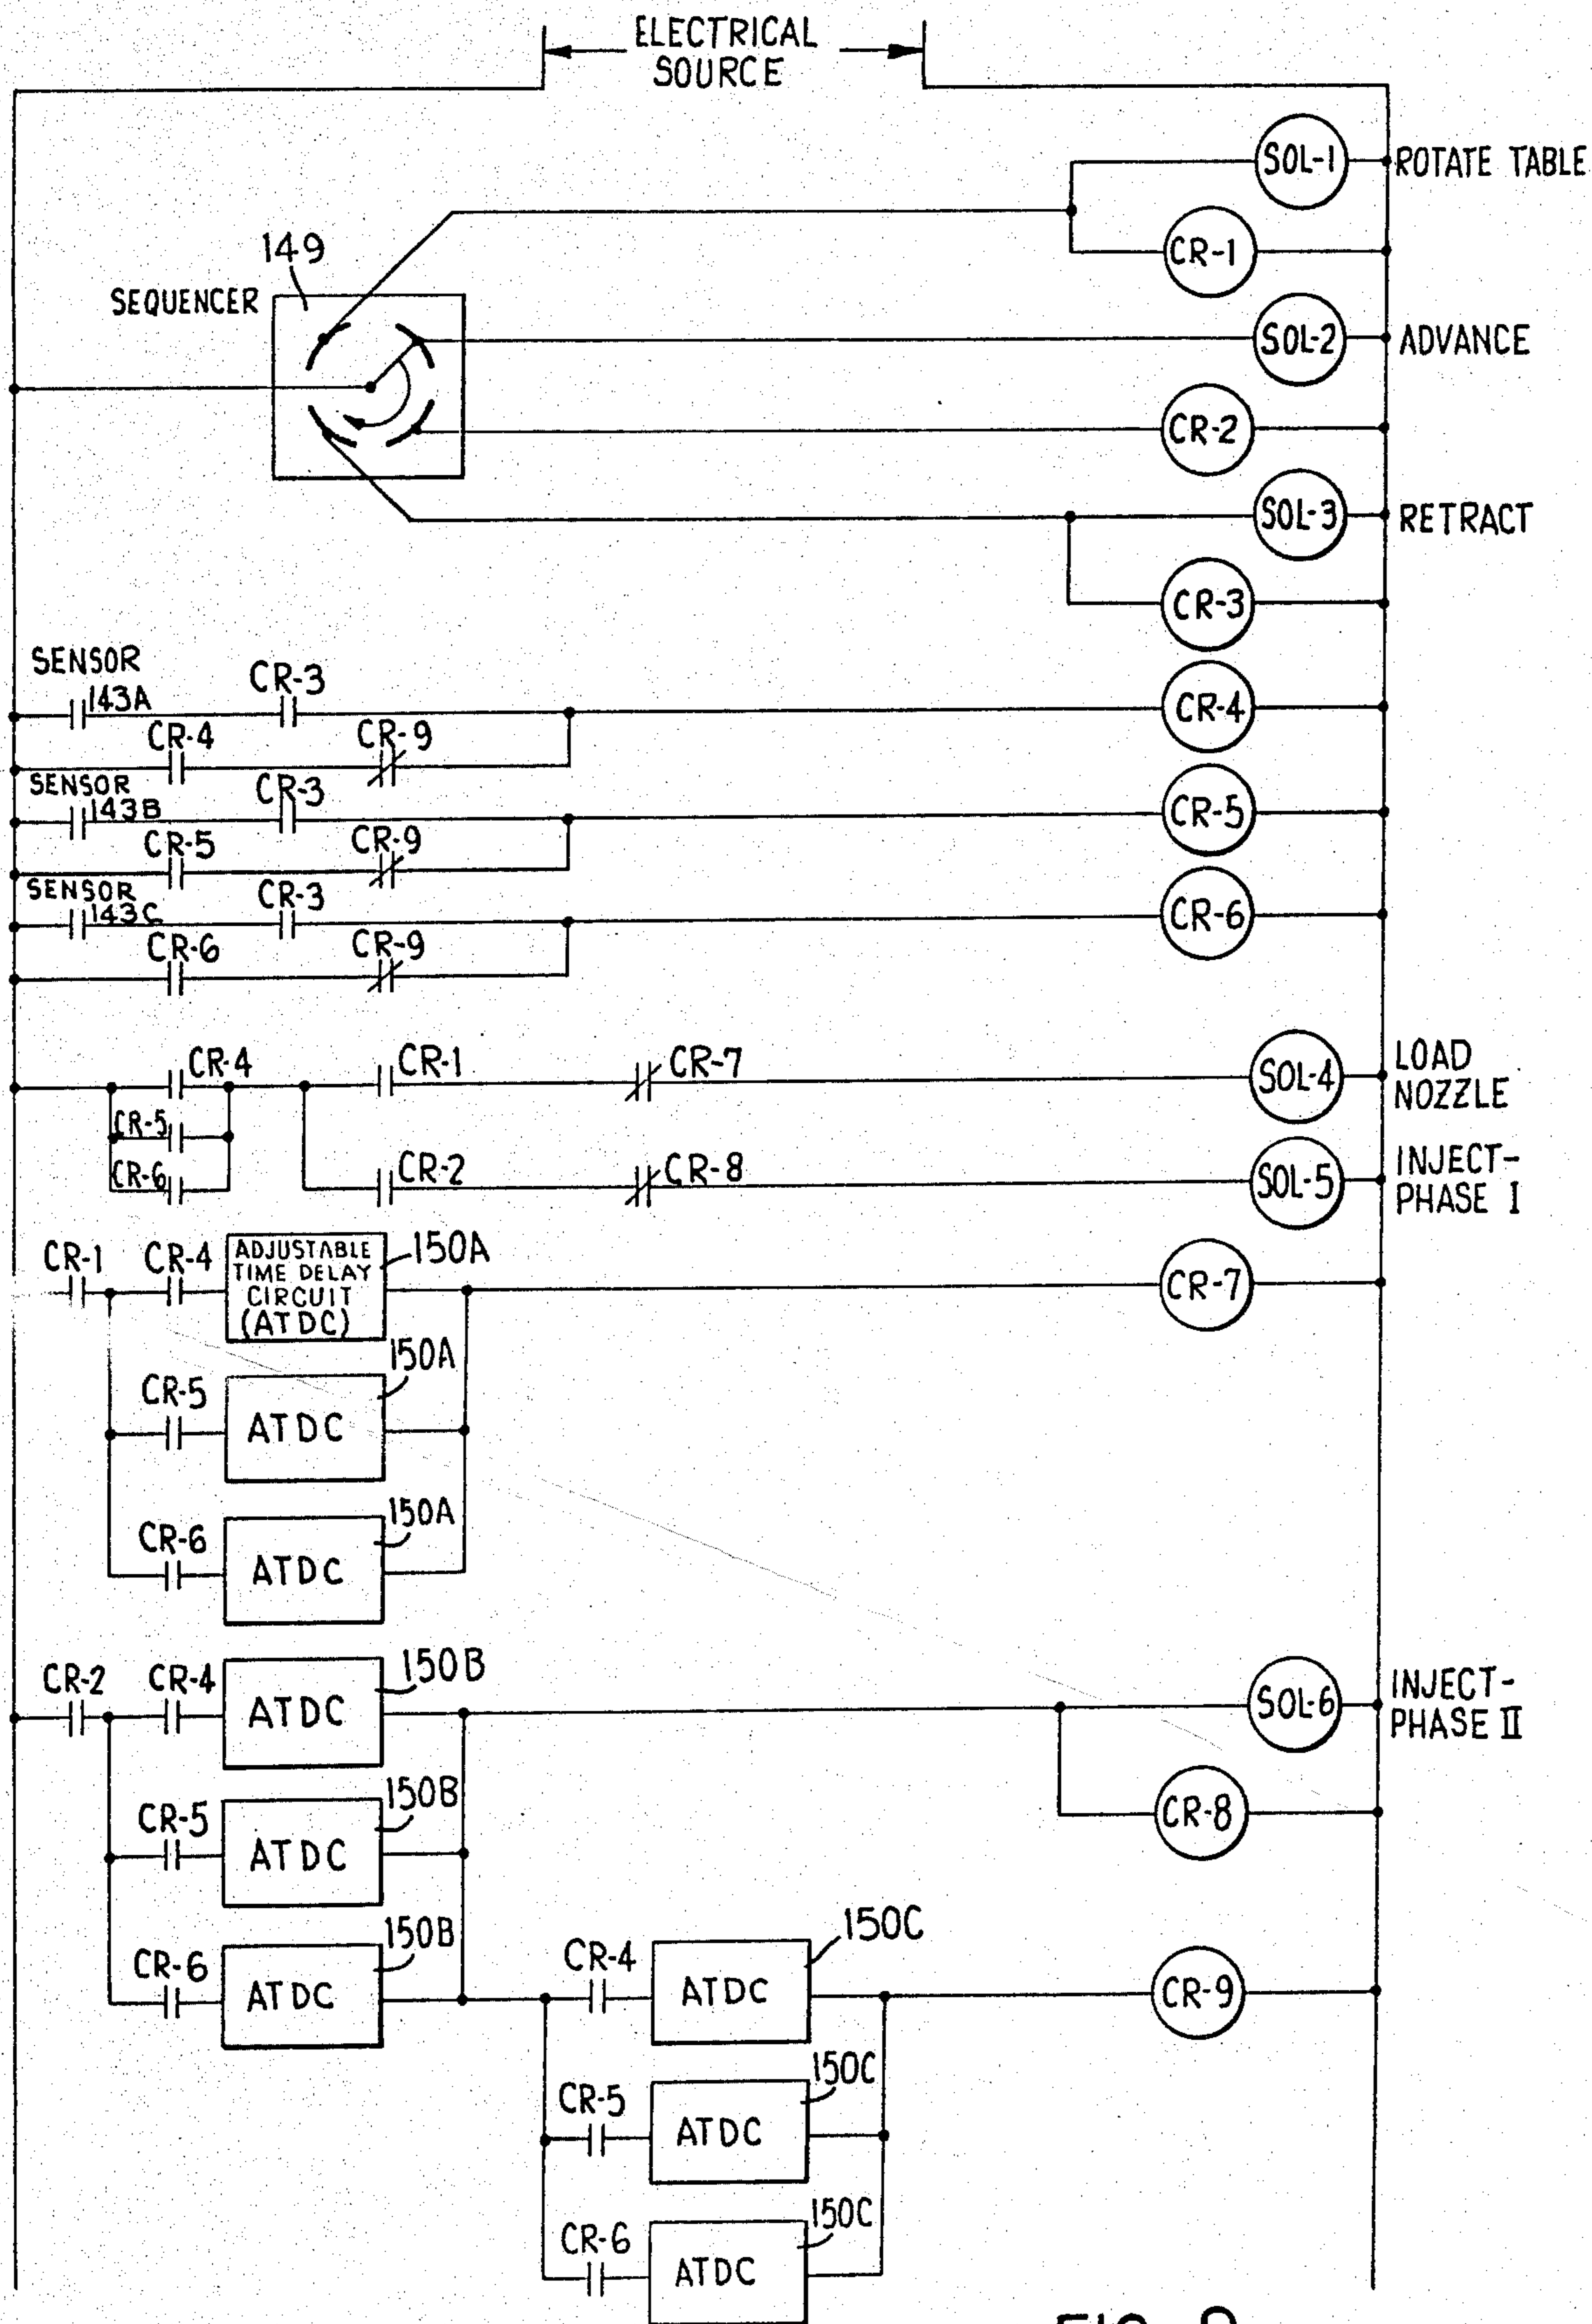 ELECTRICAL
SOURCE
SOL-1
ROTATE TABLE
CR-1
149
SEQUENCER
SOL-2
ADVANCE
CR-2
SOL-3
RETRACT
CR-3
SENSOR
143A
CR-3
CR-4
CR-4
CR-9
SENSOR
143B
CR-3
CR-5
CR-5
CR-9
SENSOR
143C
CR-3
CR-6
CR-6
CR-9
CR-4
CR-1
CR-7
SOL-4
LOAD
NOZZLE
CR-5
CR-6
CR-2
CR-8
SOL-5
INJECT-
PHASE I
CR-1
CR-4
ADJUSTABLE
TIME DELAY
CIRCUIT
(ATDC)
150A
CR-7
CR-5
ATDC
150A
CR-6
ATDC
150A
CR-2
CR-4
ATDC
150B
SOL-6
INJECT-
PHASE II
CR-5
ATDC
150B
CR-8
CR-6
ATDC
150B
CR-4
ATDC
150C
CR-9
CR-5
ATDC
150C
CR-6
ATDC
150C